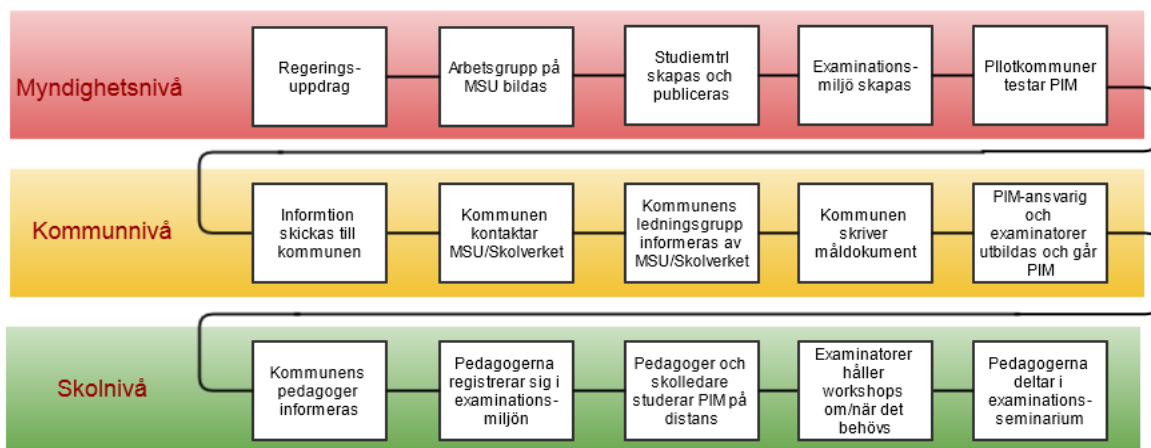 Myndighetsnivå
Regerings-
uppdrag
Arbetsgrupp på
MSU bildas
Studiemtrl
skapas och
publiceras
Examinations-
miljö skapas
PIlotkommuner
testar PIM
Kommunnivå
Informtion
skickas till
kommunen
Kommunen
kontaktar
MSU/Skolverket
Kommunens
ledningsgrupp
informeras av
MSU/Skolverket
Kommunen
skriver
måldokument
PIM-ansvarig
och
examinatorer
utbildas och går
PIM
Skolnivå
Kommunens
pedagoger
informeras
Pedagogerna
registrerar sig i
examinations-
miljön
Pedagoger och
skolledare
studerar PIM på
distans
Examinatorer
håller
workshops
om/när det
behövs
Pedagogerna
deltar i
examinations-
seminarium